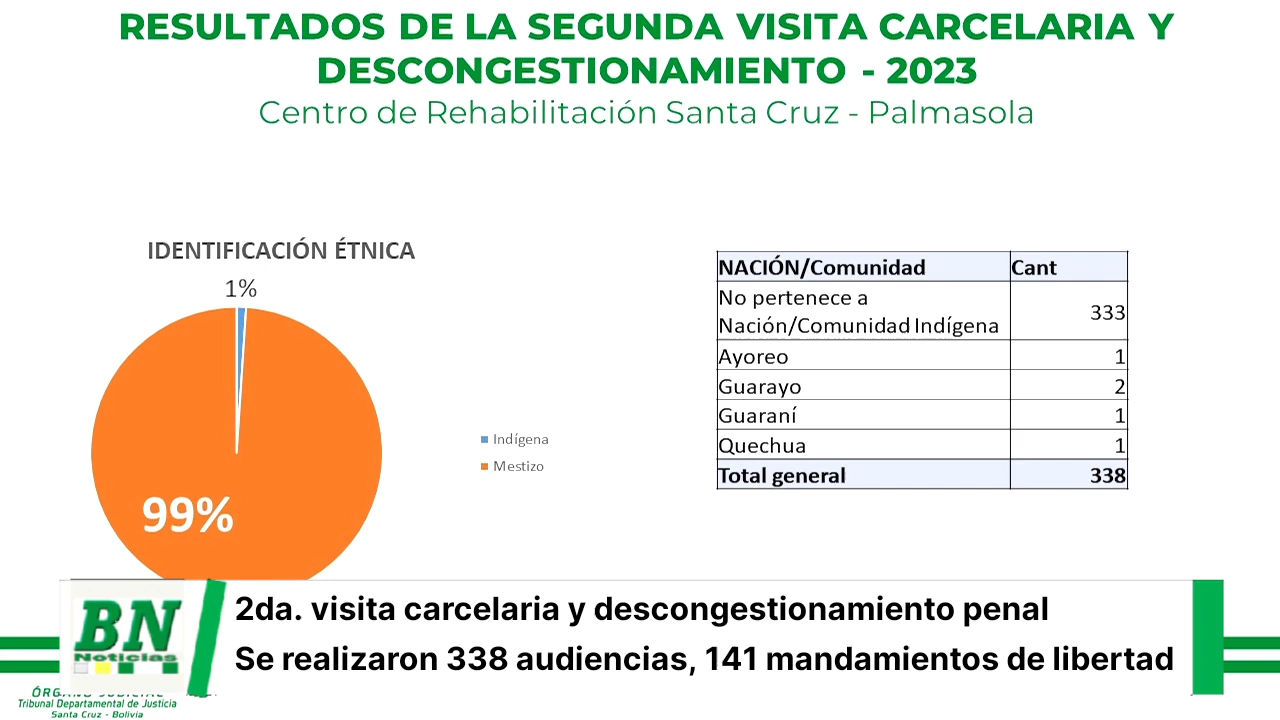 RESULTADOS DE LA SEGUNDA VISITA CARCELARIA Y
DESCONGESTIONAMIENTO - 2023
Centro de Rehabilitación Santa Cruz - Palmasola
IDENTIFICACIÓN ÉTNICA
1%
99%
Indígena
Mestizo
NACIÓN/Comunidad Cant
No pertenece a
Nación/Comunidad Indígena 333
Ayoreo 1
Guarayo 2
Guaraní 1
Quechua 1
Total general 338
BN
Noticias
2da. visita carcelaria y descongestionamiento penal
Se realizaron 338 audiencias, 141 mandamientos de libertad
ÓRGANO JUDICIAL
Tribunal Departamental de Justicia
Santa Cruz - Bolivia